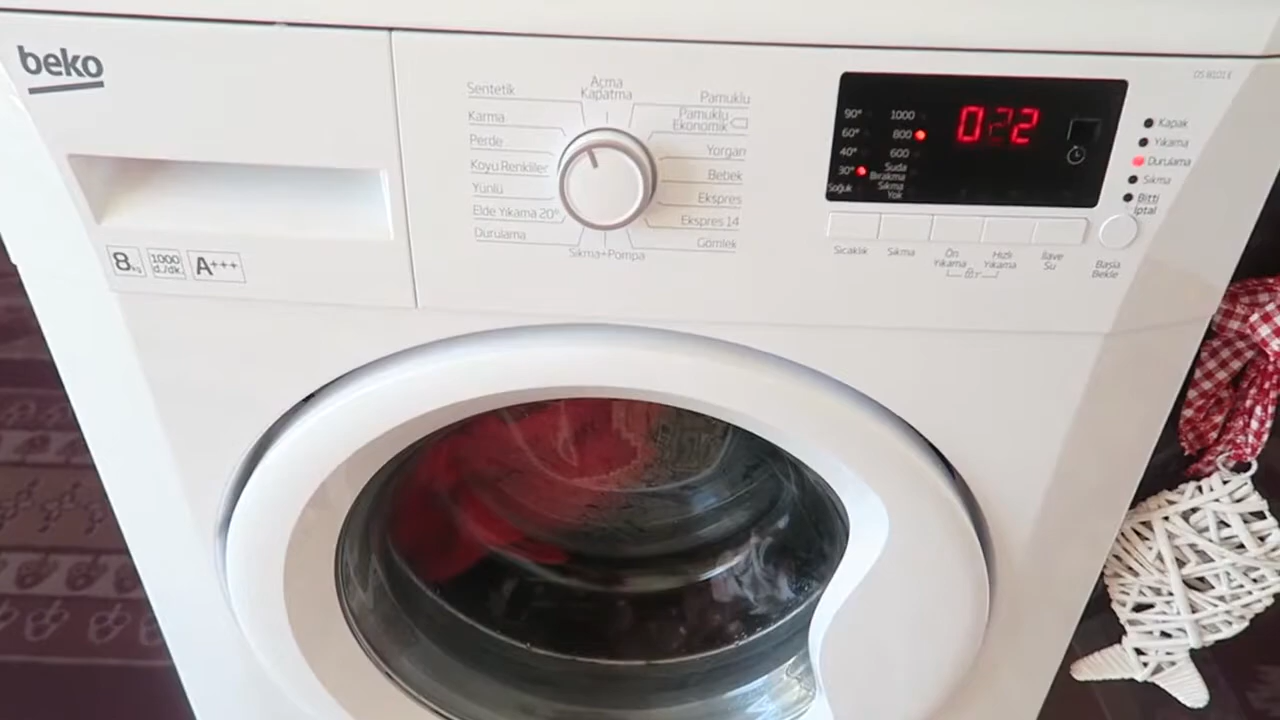 beko
8kg
1000
d./dk.
A+++
Açma
Kapatma
Sentetik
Karma
Perde
Koyu Renkliler
Yünlü
Elde Yıkama 20°
Durulama
Sıkma+Pompa
Pamuklu
Pamuklu
Ekonomik
Yorgan
Bebek
Ekspres
Ekspres 14
Gömlek
90°
60°
40°
30°
Soğuk
1000
800
600
Suda
Bırakma
Sıkma
Yok
0:22
DS 8101 E
Kapak
Yıkama
Durulama
Sıkma
Bitti
İptal
Sıcaklık
Sıkma
Ön
Yıkama
Hızlı
Yıkama
İlave
Su
Başla
Bekle